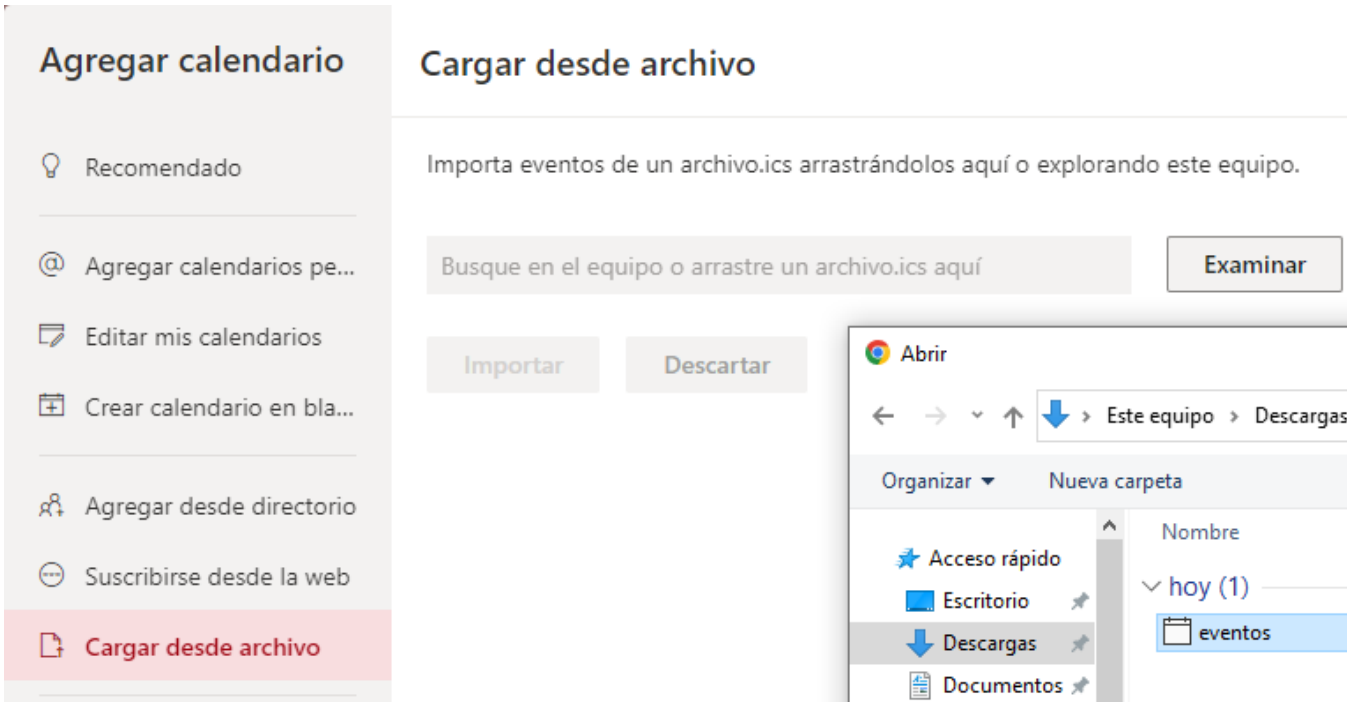 Agregar calendario
Recomendado
Agregar calendarios pe...
Editar mis calendarios
Crear calendario en bla...
Agregar desde directorio
Suscribirse desde la web
Cargar desde archivo
Cargar desde archivo
Importa eventos de un archivo.ics arrastrándolos aquí o explorando este equipo.
Busque en el equipo o arrastre un archivo.ics aquí
Examinar
Importar
Descartar
Abrir
Este equipo > Descargas
Organizar
Nueva carpeta
Acceso rápido
Escritorio
Descargas
Documentos
Nombre
hoy (1)
eventos